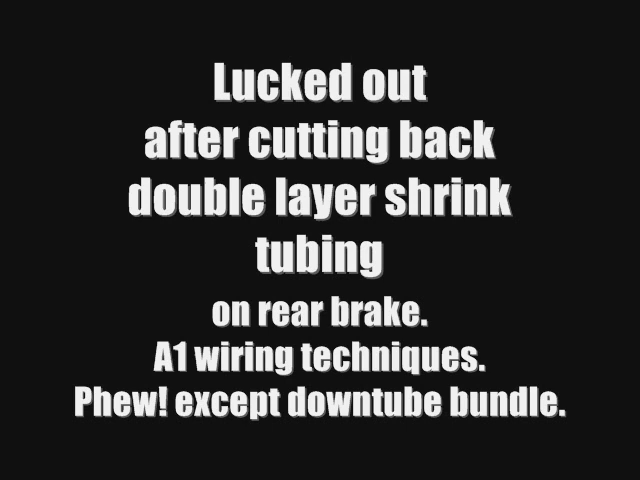 Lucked out
after cutting back
double layer shrink
tubing
on rear brake.
A1 wiring techniques.
Phew! except downtube bundle.